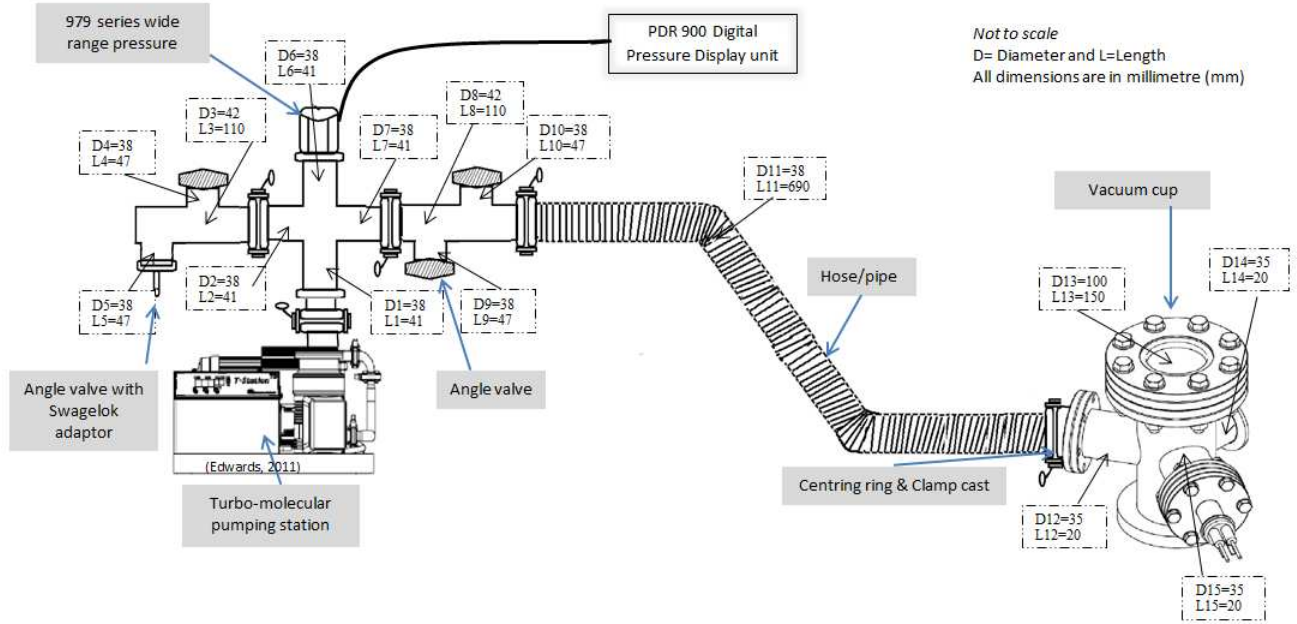 979 series wide
range pressure
PDR 900 Digital
Pressure Display unit
Not to scale
D= Diameter and L=Length
All dimensions are in millimetre (mm)
D6=38
L6=41
D3=42
L3=110
D8=42
L8=110
D4=38
L4=47
D7=38
L7=41
D10=38
L10=47
D11=38
L11=690
Vacuum cup
D14=35
L14=20
D13=100
L13=150
Hose/pipe
D5=38
L5=47
D2=38
L2=41
D1=38
L1=41
D9=38
L9=47
Angle valve with
Swagelok
adaptor
T-Station
Angle valve
(Edwards, 2011)
Turbo-molecular
pumping station
Centring ring & Clamp cast
D12=35
L12=20
D15=35
L15=20